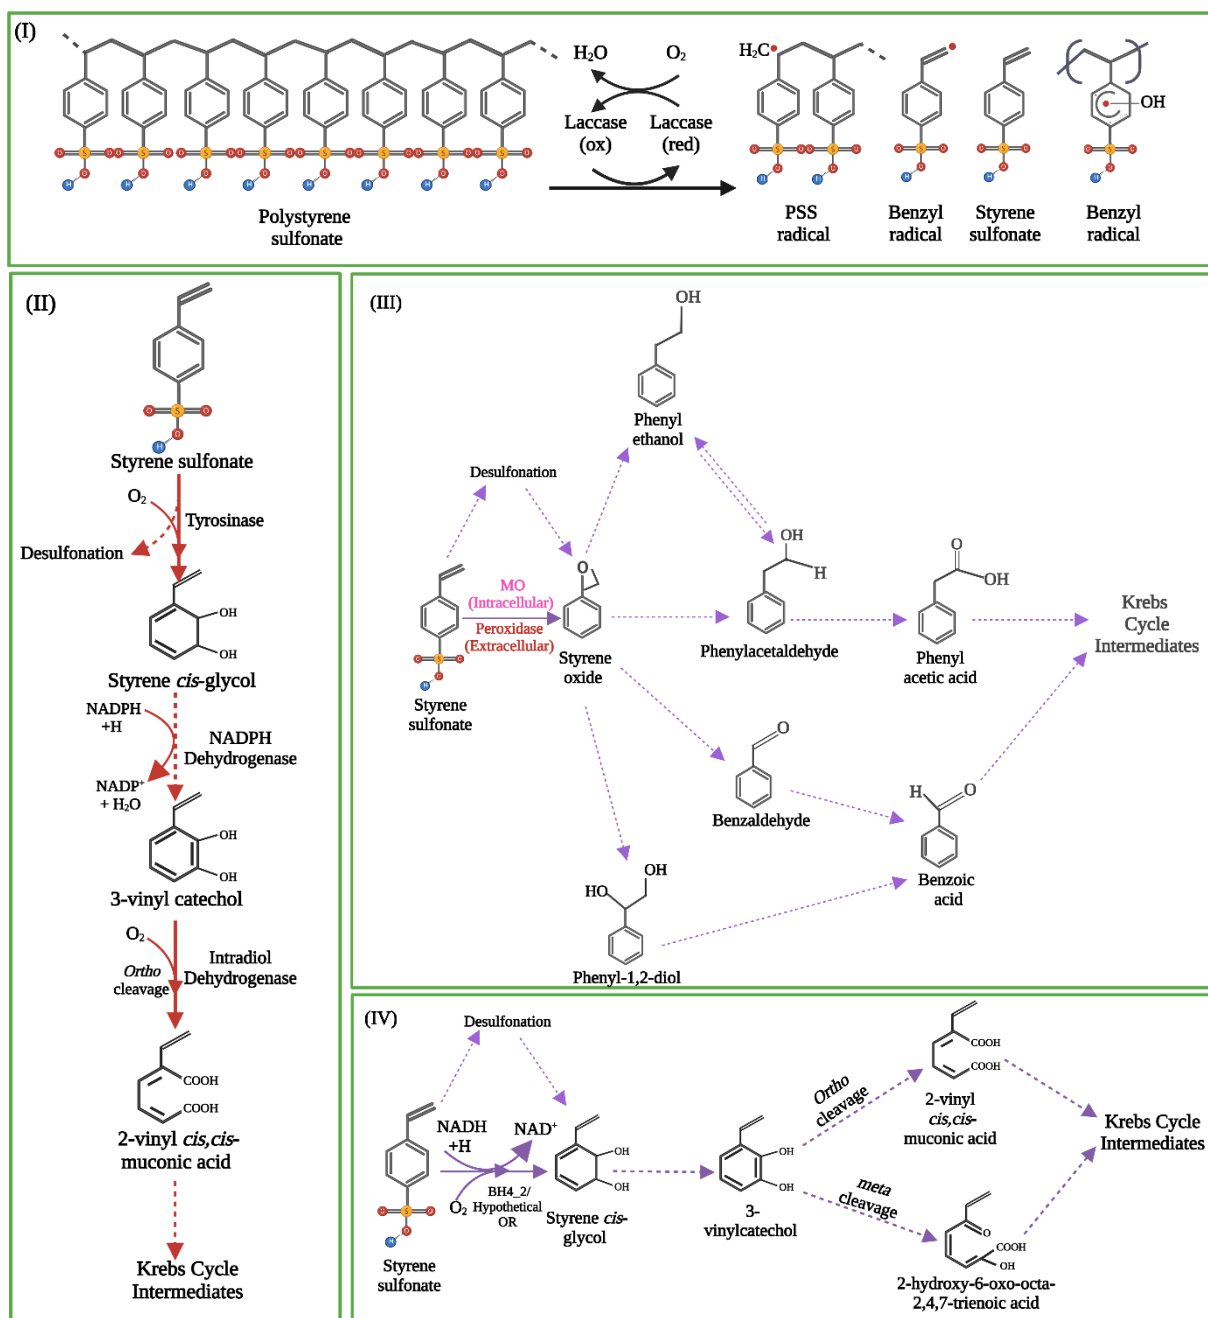 (I)
H₂O
O₂
Laccase
(ox)
Laccase
(red)
Polystyrene
sulfonate
H₂C
OH
PSS
radical
Benzyl
radical
Styrene
sulfonate
Benzyl
radical
(II)
Styrene sulfonate
O₂
Tyrosinase
Desulfonation
OH
OH
Styrene cis-glycol
NADPH
+H
NADPH
Dehydrogenase
NADP⁺
+ H₂O
OH
OH
3-vinyl catechol
O₂
Ortho
cleavage
Intradiol
Dehydrogenase
COOH
COOH
2-vinyl cis,cis-
muconic acid
Krebs Cycle
Intermediates
(III)
OH
Phenyl
ethanol
Desulfonation
MO
(Intracellular)
Peroxidase
(Extracellular)
Styrene
sulfonate
O
Styrene
oxide
OH
H
Phenylacetaldehyde
O
OH
Phenyl
acetic acid
Krebs
Cycle
Intermediates
O
Benzaldehyde
H
O
Benzoic
acid
OH
HO
Phenyl-1,2-diol
(IV)
Desulfonation
NADH
+H
NAD⁺
O₂
BH4_2/
Hypothetical
OR
Styrene
sulfonate
OH
OH
Styrene cis-
glycol
OH
OH
3-
vinylcatechol
Ortho
cleavage
meta
cleavage
COOH
COOH
2-vinyl
cis,cis-
muconic acid
O
COOH
OH
2-hydroxy-6-oxo-octa-
2,4,7-trienoic acid
Krebs Cycle
Intermediates